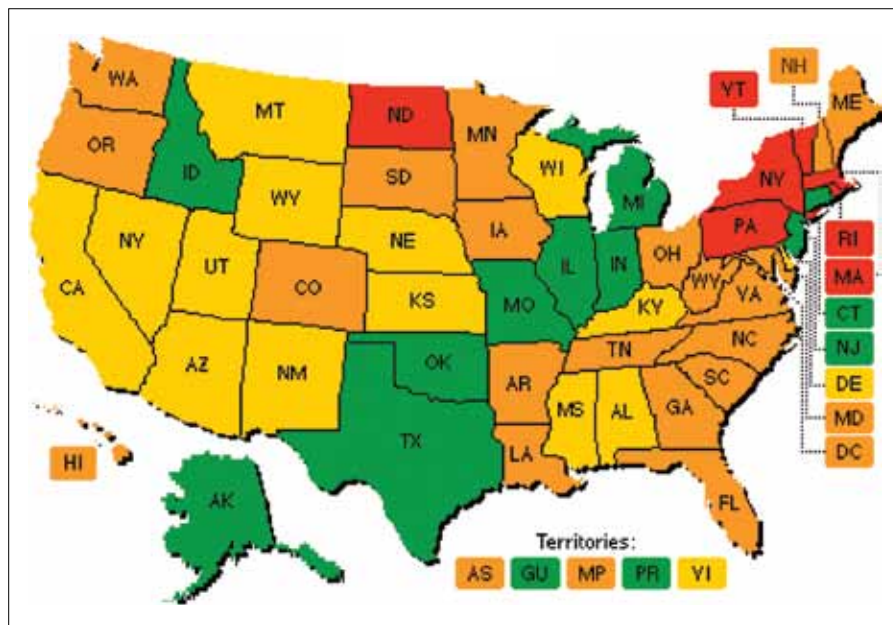 WA
MT
ND
MN
VT
NH
ME
OR
ID
SD
WI
NY
WY
MI
IA
NE
PA
RI
NV
UT
CO
IL
IN
OH
MA
CA
KS
MO
WV
VA
KY
CT
NC
NJ
TN
AZ
NM
OK
AR
SC
DE
MS
AL
GA
MD
TX
LA
DC
HI
AK
FL
Territories:
AS GU MP PR VI